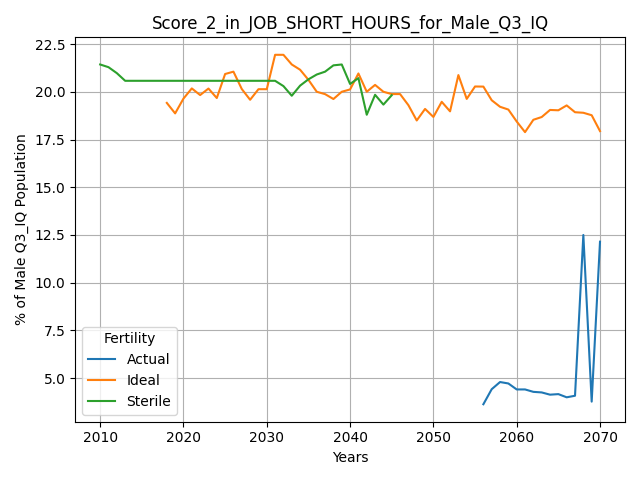 Score_2_in_JOB_SHORT_HOURS_for_Male_Q3_IQ
% of Male Q3_IQ Population
22.5
20.0
17.5
15.0
12.5
10.0
7.5
5.0
Fertility
Actual
Ideal
Sterile
2010 2020 2030 2040 2050 2060 2070
Years